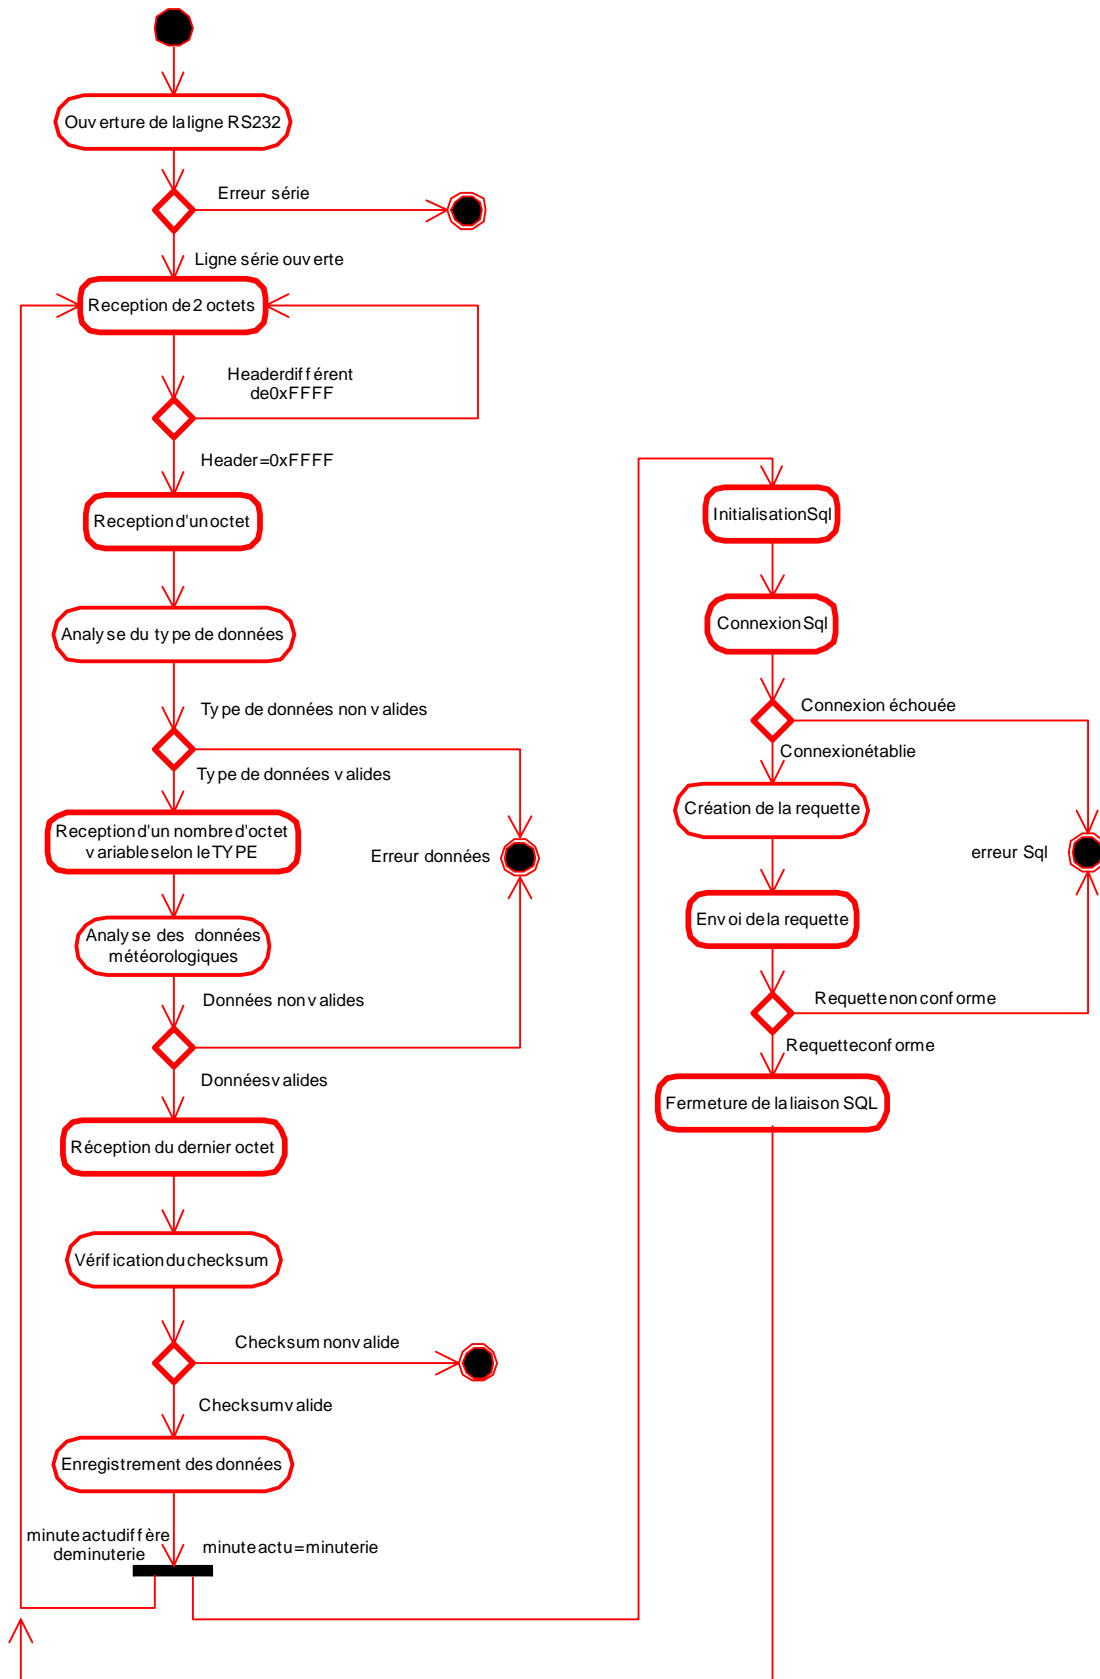 Ouverture de la ligne RS232
Erreur série
Ligne série ouverte
Reception de 2 octets
Header différent
de 0xFFFF
Header = 0xFFFF
Reception d'un octet
Analyse du type de données
Type de données non valides
Type de données valides
Reception d'un nombre d'octet
variable selon le TYPE
Erreur données
Analyse des données
météorologiques
Données non valides
Données valides
Réception du dernier octet
Vérification du checksum
Checksum non valide
Checksum valide
Enregistrement des données
minute actu diffère
de minuterie
minute actu = minuterie
Initialisation Sql
Connexion Sql
Connexion échouée
Connexion établie
Création de la requette
erreur Sql
Envoi de la requette
Requette non conforme
Requette conforme
Fermeture de la liaison SQL